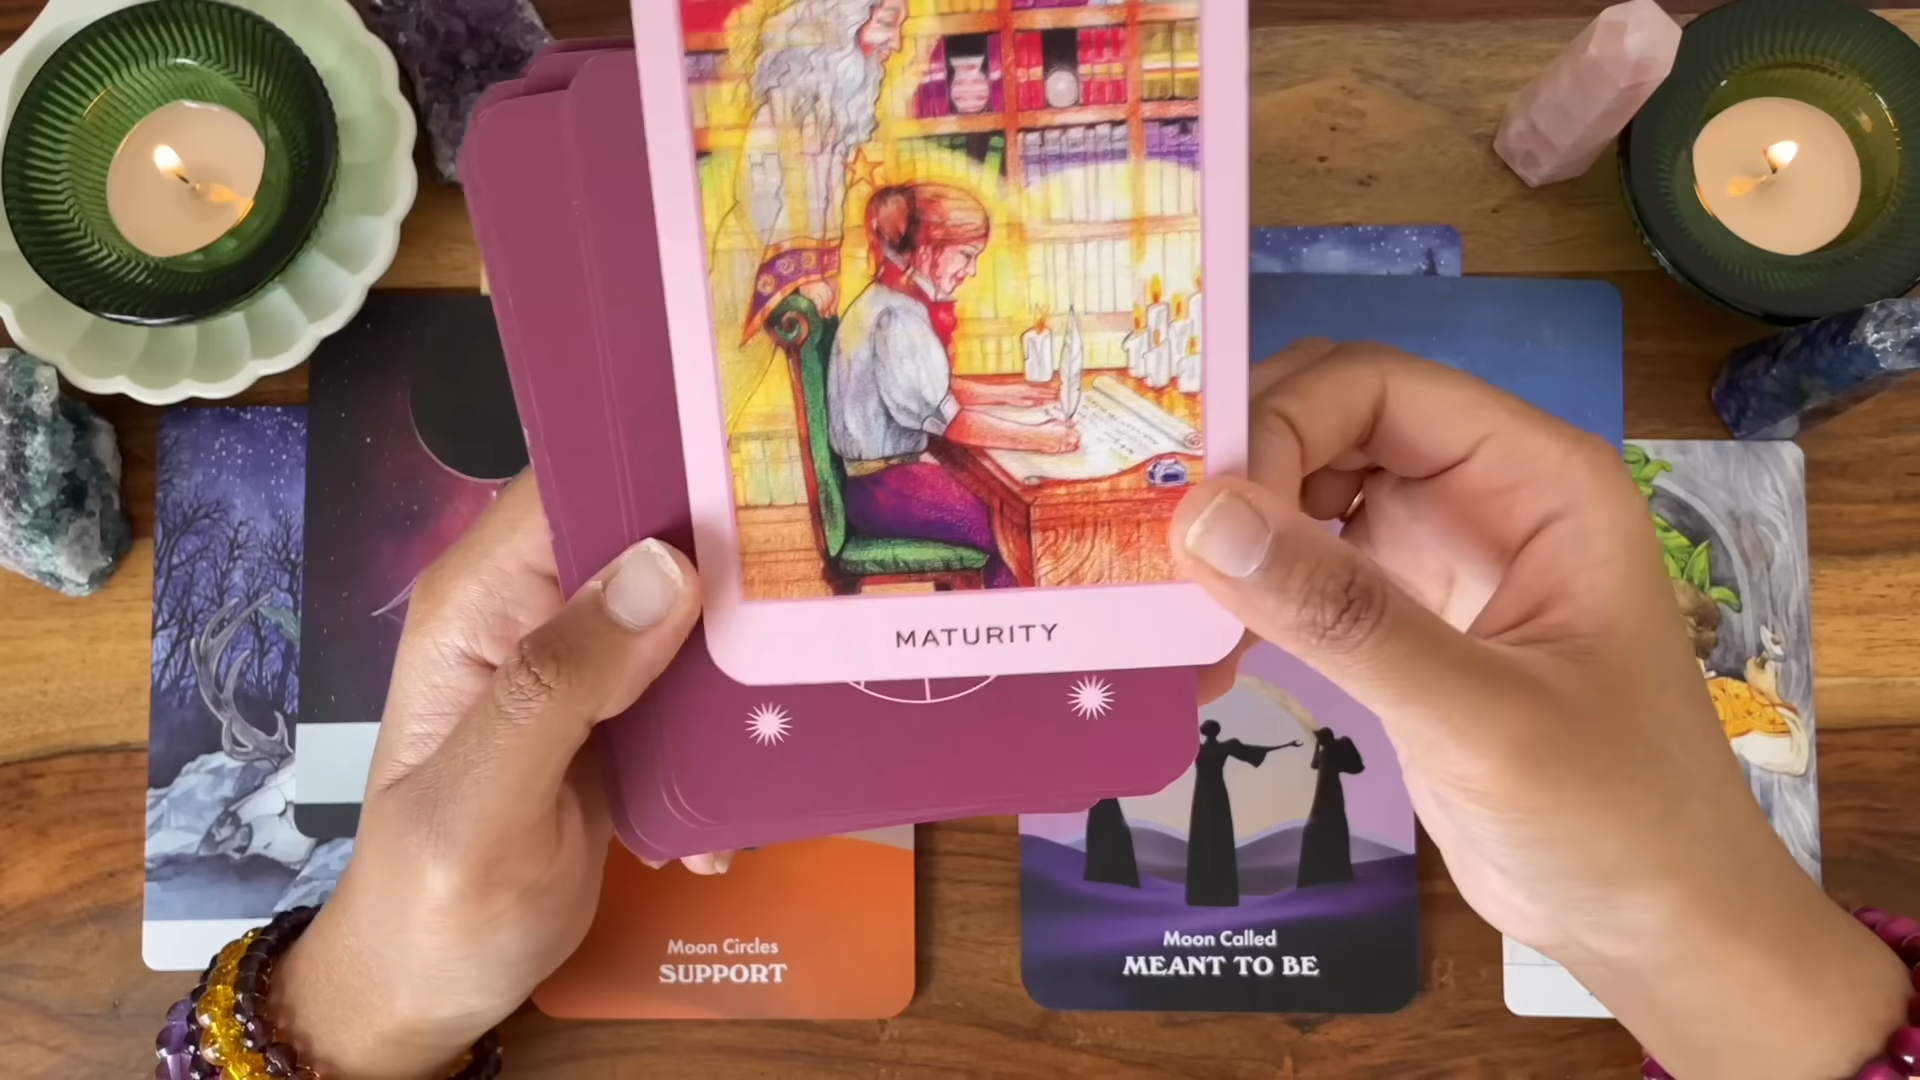 MATURITY
Moon Circles
SUPPORT
Moon Called
MEANT TO BE